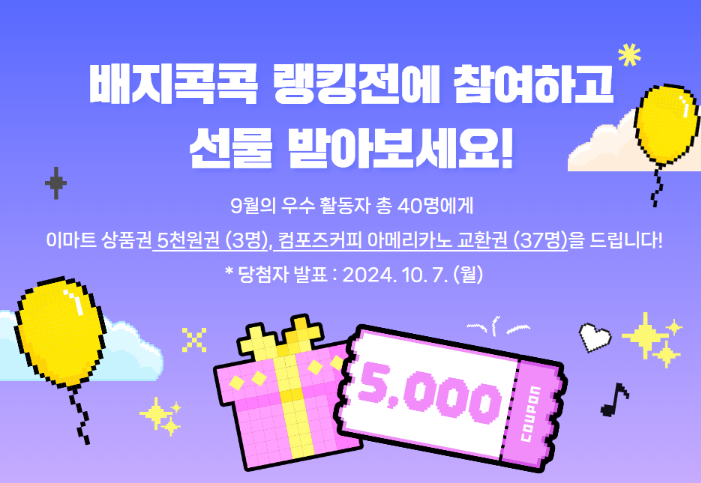 배지콕콕 랭킹전에 참여하고
선물 받아보세요!
9월의 우수 활동자 총 40명에게
이마트 상품권 5천원권 (3명), 컴포즈커피 아메리카노 교환권 (37명)을 드립니다!
* 당첨자 발표 : 2024. 10. 7. (월)
5,000
COUPON